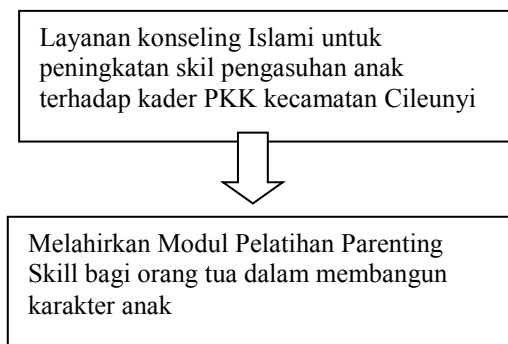 Layanan konseling Islami untuk
peningkatan skil pengasuhan anak
terhadap kader PKK kecamatan Cileunyi
Melahirkan Modul Pelatihan Parenting
Skill bagi orang tua dalam membangun
karakter anak